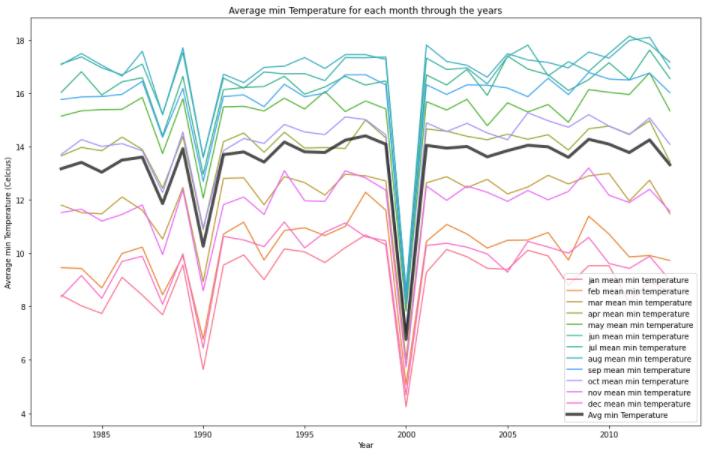 Average min Temperature for each month through the years
Average min Temperature (Celcius)
18
16
14
12
10
8
6
4
1985
1990
1995
2000
2005
2010
Year
jan mean min temperature
feb mean min temperature
mar mean min temperature
apr mean min temperature
may mean min temperature
jun mean min temperature
jul mean min temperature
aug mean min temperature
sep mean min temperature
oct mean min temperature
nov mean min temperature
dec mean min temperature
Avg min Temperature